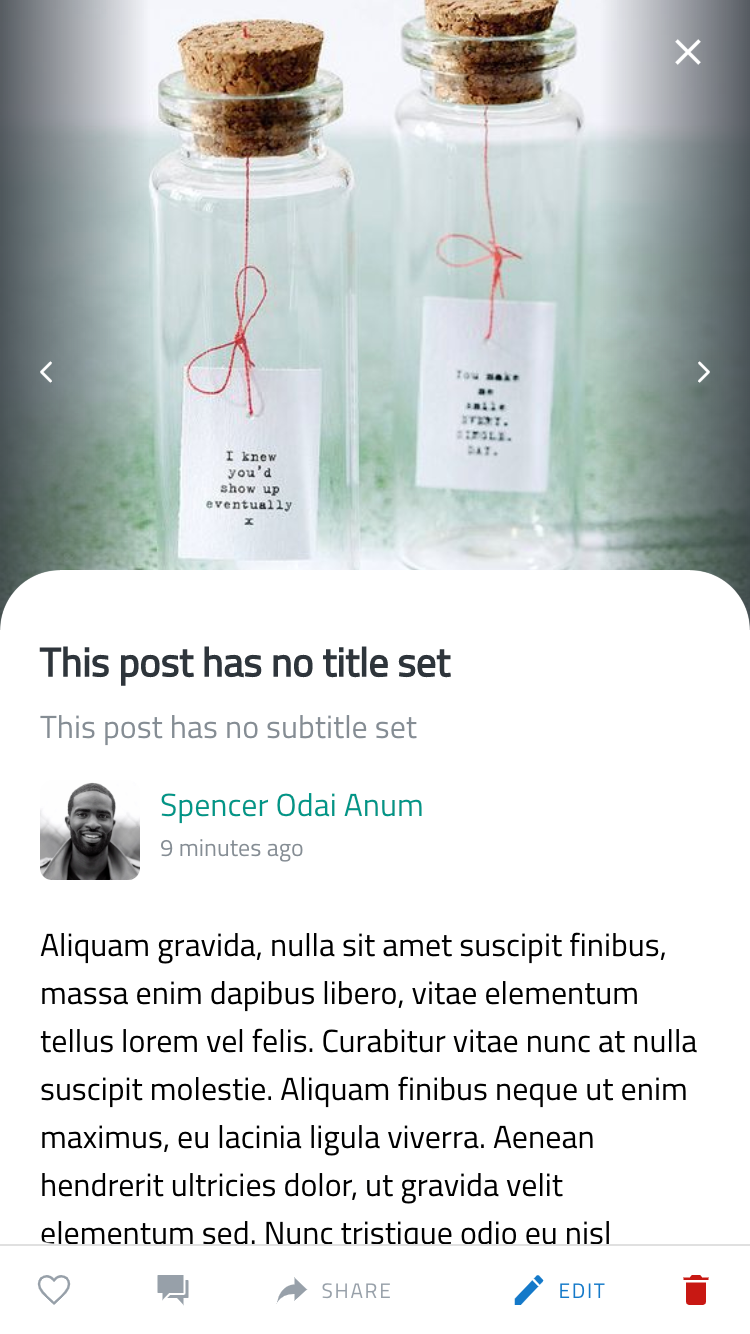 I knew
you'd
show up
eventually
x
You make
me
smile
EVERY.
SINGLE.
DAY.
This post has no title set
This post has no subtitle set
Spencer Odai Anum
9 minutes ago
Aliquam gravida, nulla sit amet suscipit finibus,
massa enim dapibus libero, vitae elementum
tellus lorem vel felis. Curabitur vitae nunc at nulla
suscipit molestie. Aliquam finibus neque ut enim
maximus, eu lacinia ligula viverra. Aenean
hendrerit ultricies dolor, ut gravida velit
elementum sed. Nunc tristique odio eu nisl
SHARE
EDIT